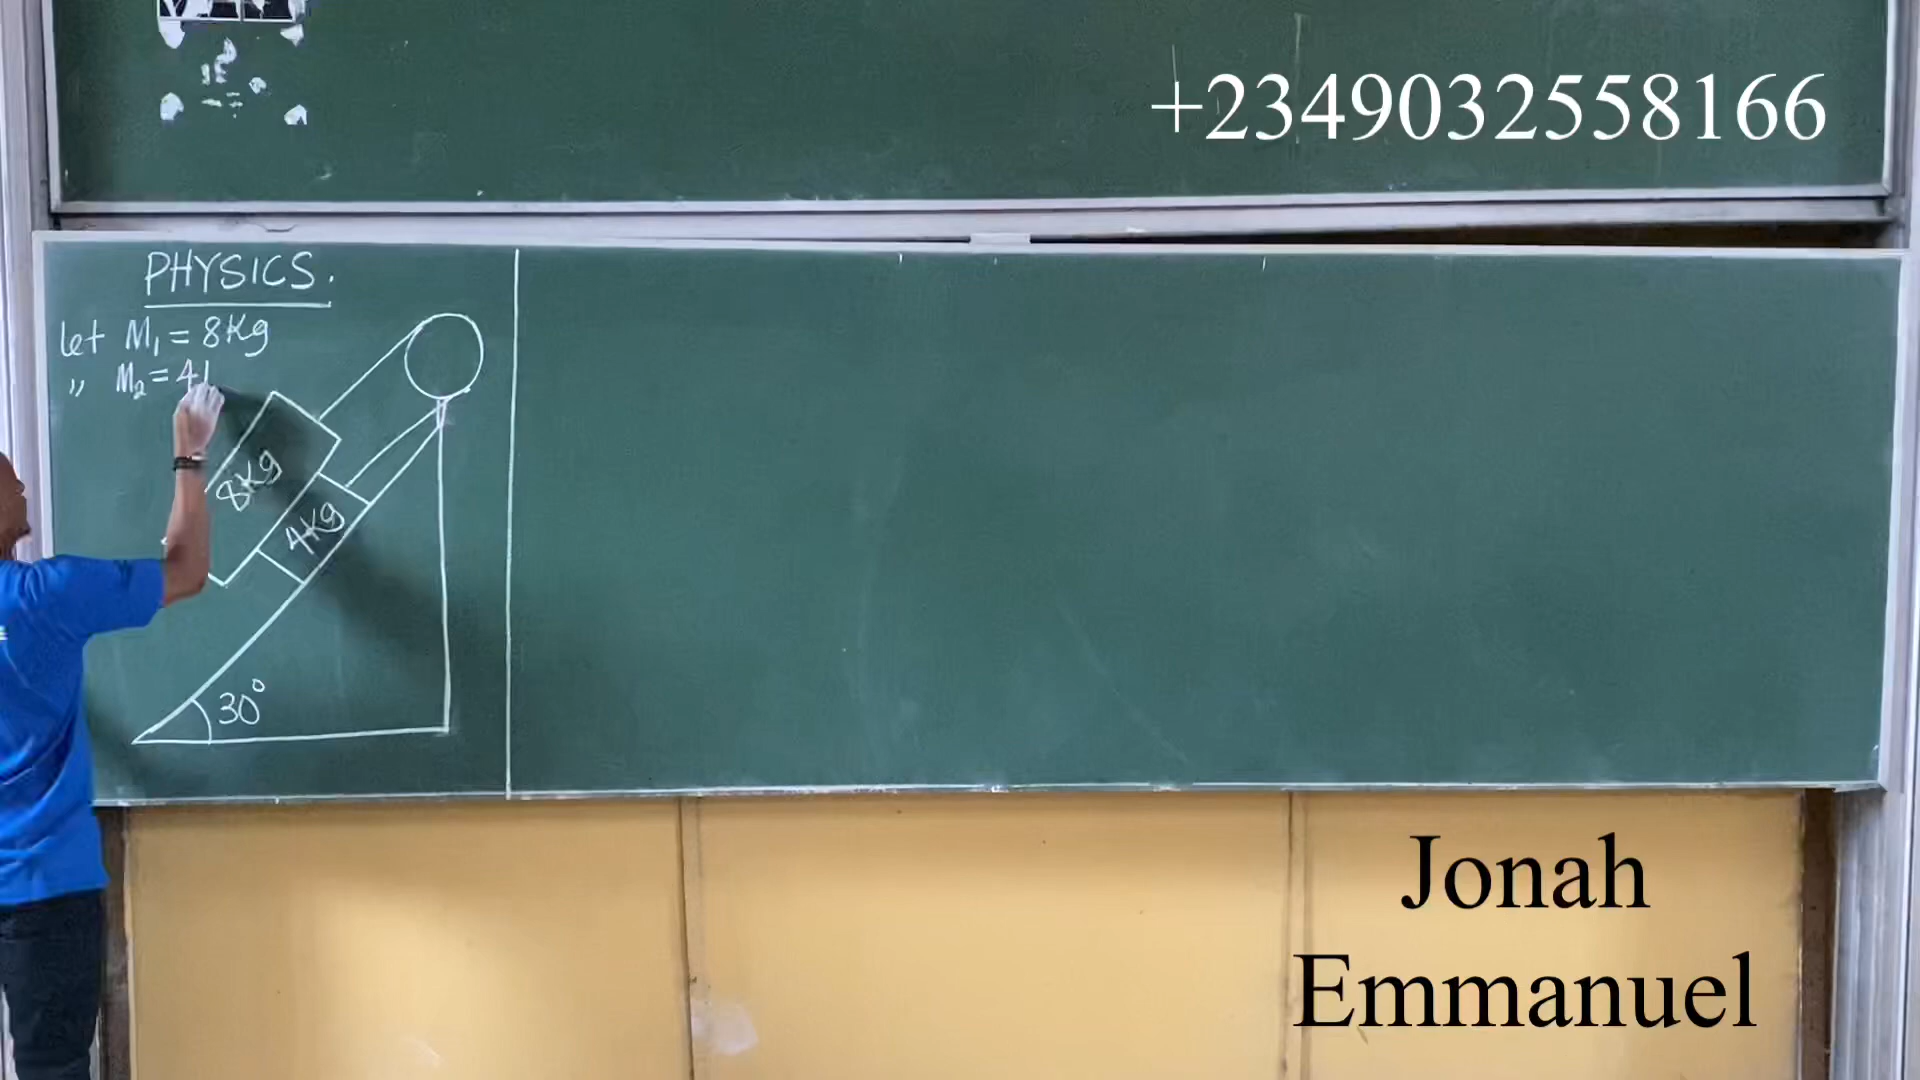 +2349032558166
PHYSICS.
Let M₁ = 8Kg
,, M₂ = 4
8Kg
4Kg
30°
Jonah
Emmanuel